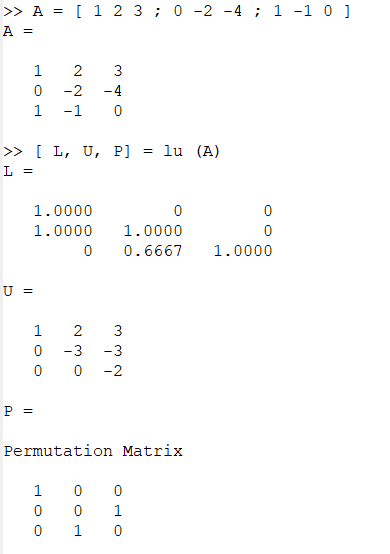 >> A = [ 1 2 3 ; 0 -2 -4 ; 1 -1 0 ]
A =
1 2 3
0 -2 -4
1 -1 0
>> [ L, U, P] = lu (A)
L =
1.0000 0 0
1.0000 1.0000 0
0 0.6667 1.0000
U =
1 2 3
0 -3 -3
0 0 -2
P =
Permutation Matrix
1 0 0
0 0 1
0 1 0